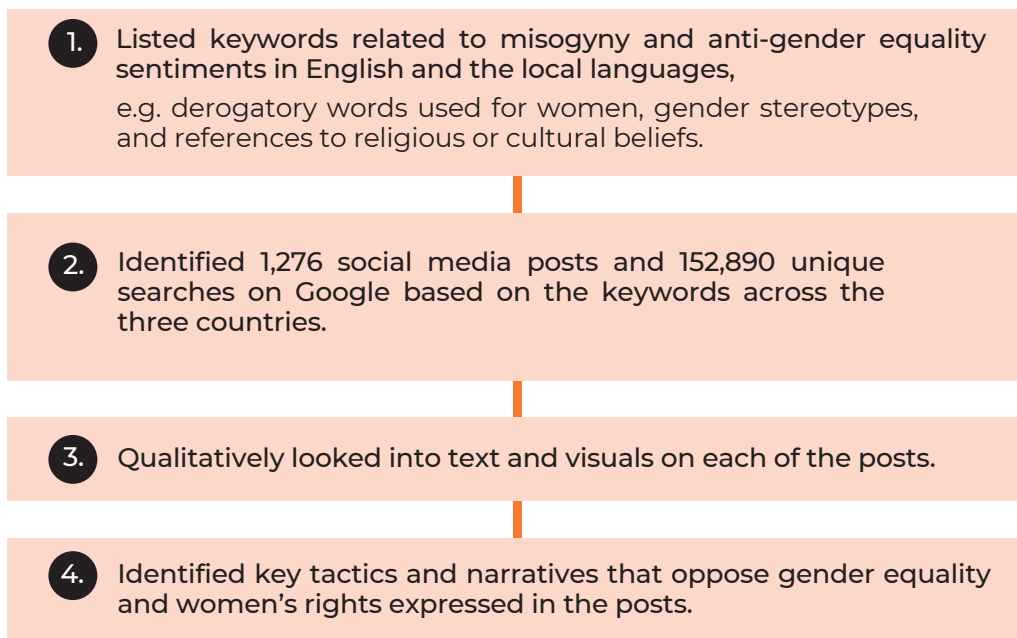 1.
Listed keywords related to misogyny and anti-gender equality
sentiments in English and the local languages,
e.g. derogatory words used for women, gender stereotypes,
and references to religious or cultural beliefs.
2.
Identified 1,276 social media posts and 152,890 unique
searches on Google based on the keywords across the
three countries.
3.
Qualitatively looked into text and visuals on each of the posts.
4.
Identified key tactics and narratives that oppose gender equality
and women’s rights expressed in the posts.